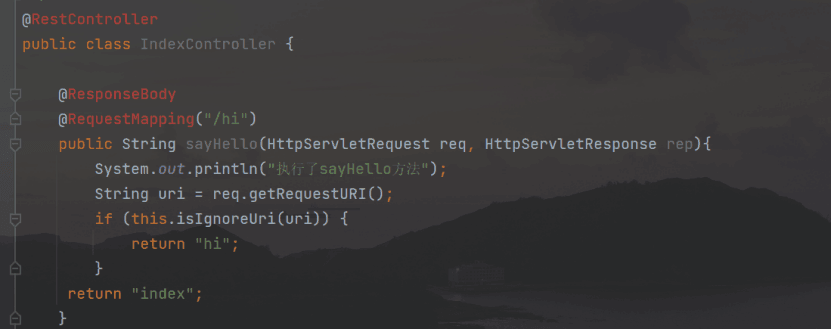 @RestController
public class IndexController {
@ResponseBody
@RequestMapping("/hi")
public String sayHello(HttpServletRequest req, HttpServletResponse rep){
System.out.println("执行了sayHello方法");
String uri = req.getRequestURI();
if (this.isIgnoreUri(uri)) {
return "hi";
}
return "index";
}